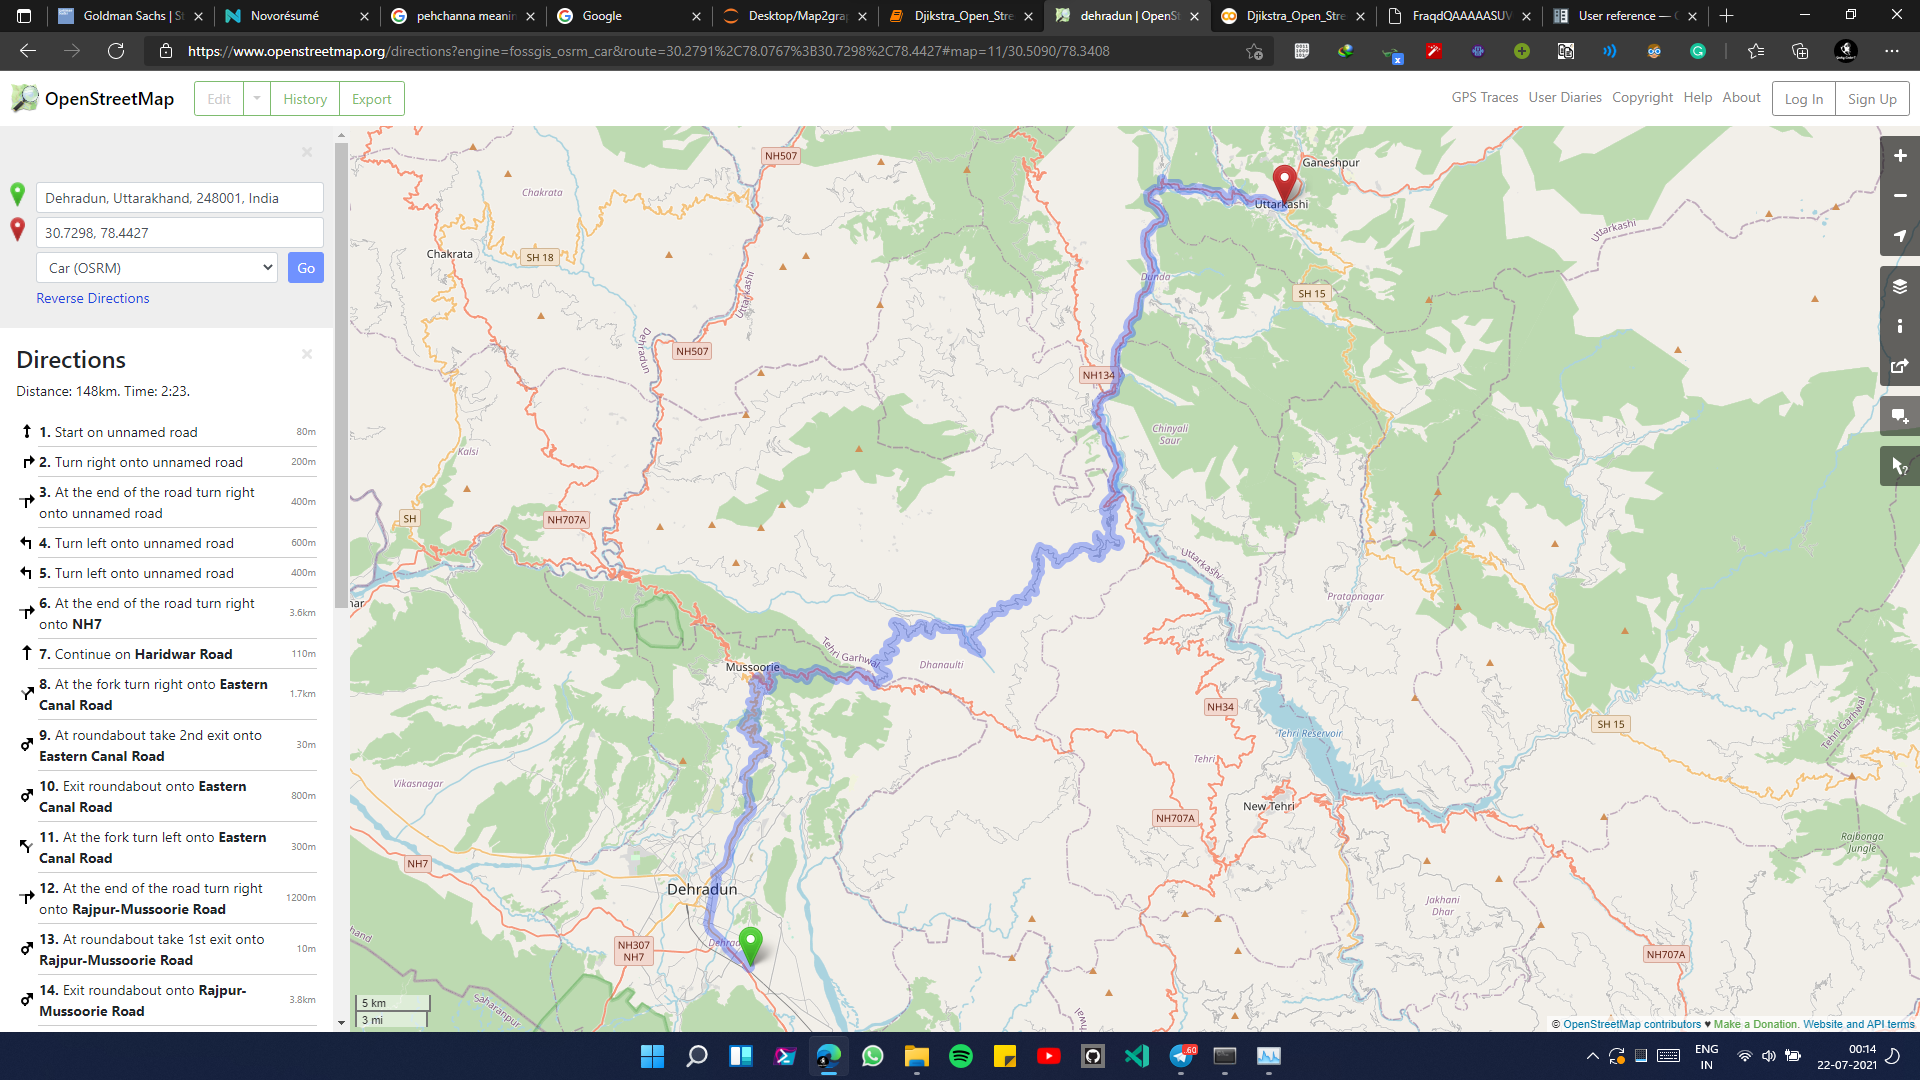 Goldman Sachs | St
Novorésumé
pehchanna meanin
Google
Desktop/Map2grap
Djikstra_Open_Stre
dehradun | OpenSt
Djikstra_Open_Stre
FraqdQAAAAASUV
User reference —
https://www.openstreetmap.org/directions?engine=fossgis_osrm_car&route=30.2791%2C78.0767%3B30.7298%2C78.4427#map=11/30.5090/78.3408
OpenStreetMap
Edit
History
Export
GPS Traces
User Diaries
Copyright
Help
About
Log In
Sign Up
Dehradun, Uttarakhand, 248001, India
30.7298, 78.4427
Car (OSRM)
Go
Reverse Directions
Directions
Distance: 148km. Time: 2:23.
1. Start on unnamed road 80m
2. Turn right onto unnamed road 200m
3. At the end of the road turn right
onto unnamed road 400m
4. Turn left onto unnamed road 600m
5. Turn left onto unnamed road 400m
6. At the end of the road turn right
onto NH7 3.6km
7. Continue on Haridwar Road 110m
8. At the fork turn right onto Eastern
Canal Road 1.7km
9. At roundabout take 2nd exit onto
Eastern Canal Road 30m
10. Exit roundabout onto Eastern
Canal Road 800m
11. At the fork turn left onto Eastern
Canal Road 300m
12. At the end of the road turn right
onto Rajpur-Mussoorie Road 1200m
13. At roundabout take 1st exit onto
Rajpur-Mussoorie Road 10m
14. Exit roundabout onto Rajpur-
Mussoorie Road 3.8km
NH507
Ganeshpur
Chakrata
Uttarkashi
Uttarkashi
Chakrata
SH 18
Dunda
Uttarkashi
SH 15
Dehradun
NH507
NH134
Chinyali
Saur
Kalsi
SH
NH707A
Uttarkashi
Pratapnagar
har
Tehri Garhwal
Mussoorie
Dhanaulti
NH34
SH 15
Tehri Garhwal
Tehri Reservoir
Tehri
Vikasnagar
New Tehri
NH707A
Rajbonga
Jungle
NH7
Dehradun
Jakhani
Dhar
hand
Dehrad
NH307
NH7
NH707A
Saharanpur
hwal
5 km
3 mi
© OpenStreetMap contributors ♥ Make a Donation. Website and API terms
60
ENG
IN
00:14
22-07-2021